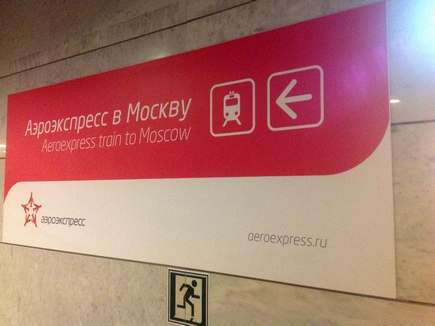 Аэроэкспресс в Москву
Aeroexpress train to Moscow
аэроэкспресс
aeroexpress.ru